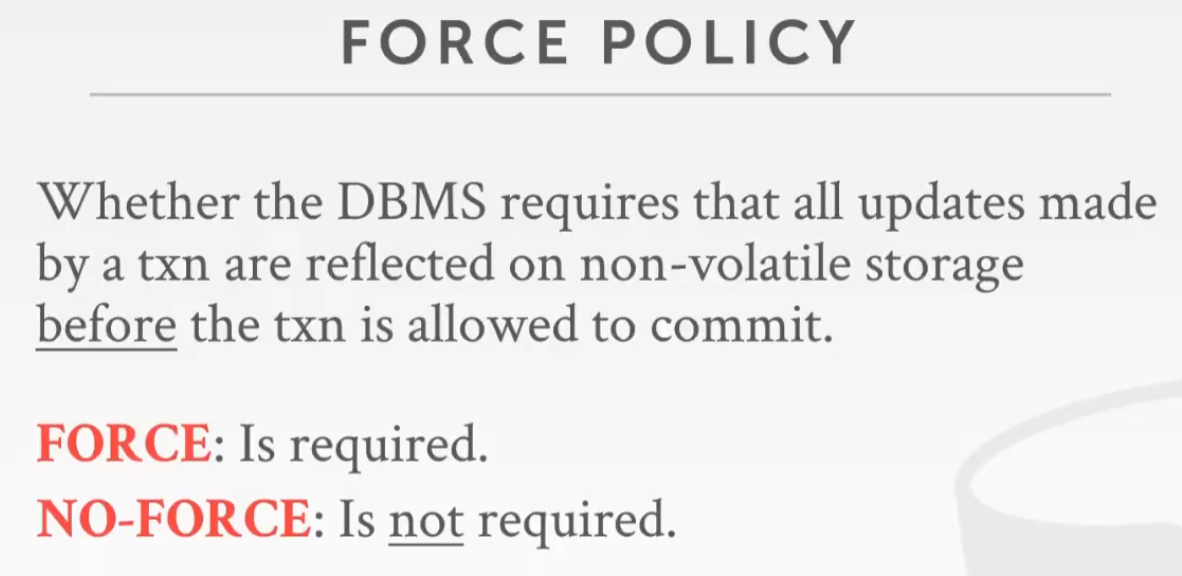 FORCE POLICY
Whether the DBMS requires that all updates made
by a txn are reflected on non-volatile storage
before the txn is allowed to commit.
FORCE: Is required.
NO-FORCE: Is not required.